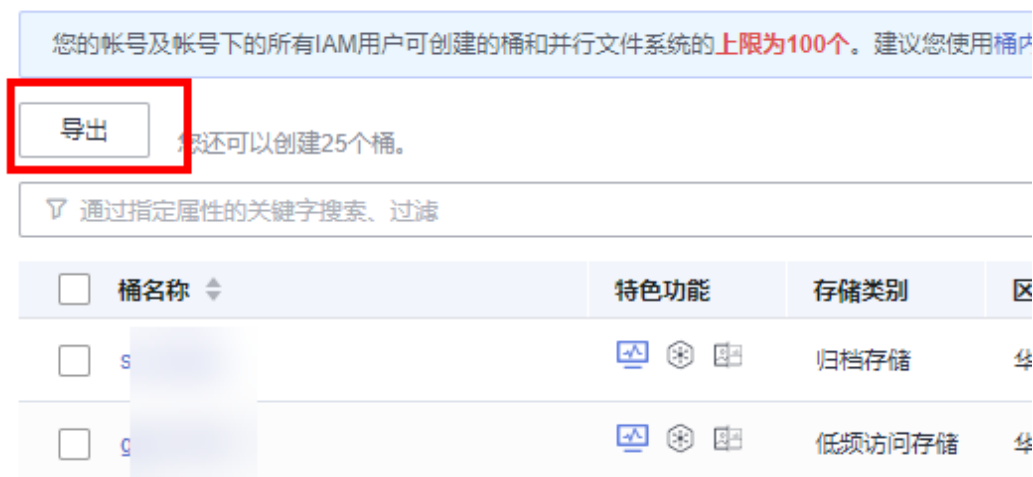 您的帐号及帐号下的所有IAM用户可创建的桶和并行文件系统的上限为100个。建议您使用桶内
导出
您还可以创建25个桶。
通过指定属性的关键字搜索、过滤
桶名称 特色功能 存储类别 区
s 归档存储 华
g 低频访问存储 华